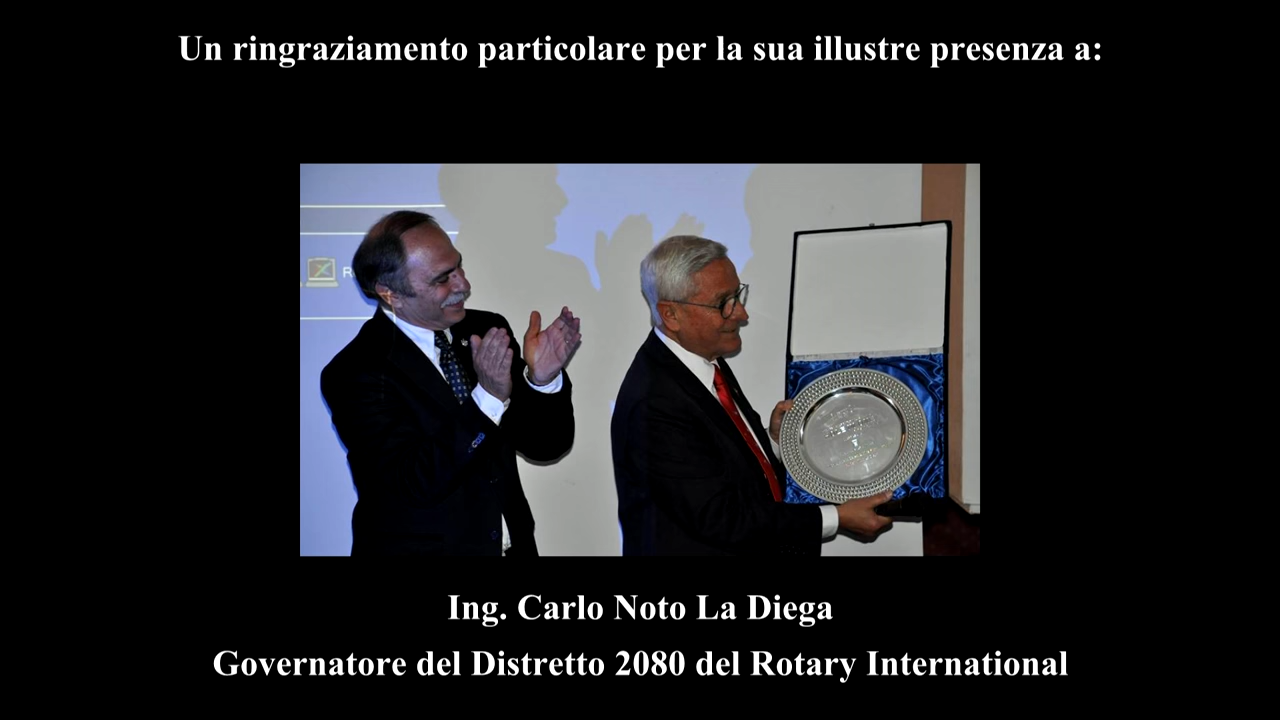 Un ringraziamento particolare per la sua illustre presenza a:
R
Ing. Carlo Noto La Diega
Governatore del Distretto 2080 del Rotary International